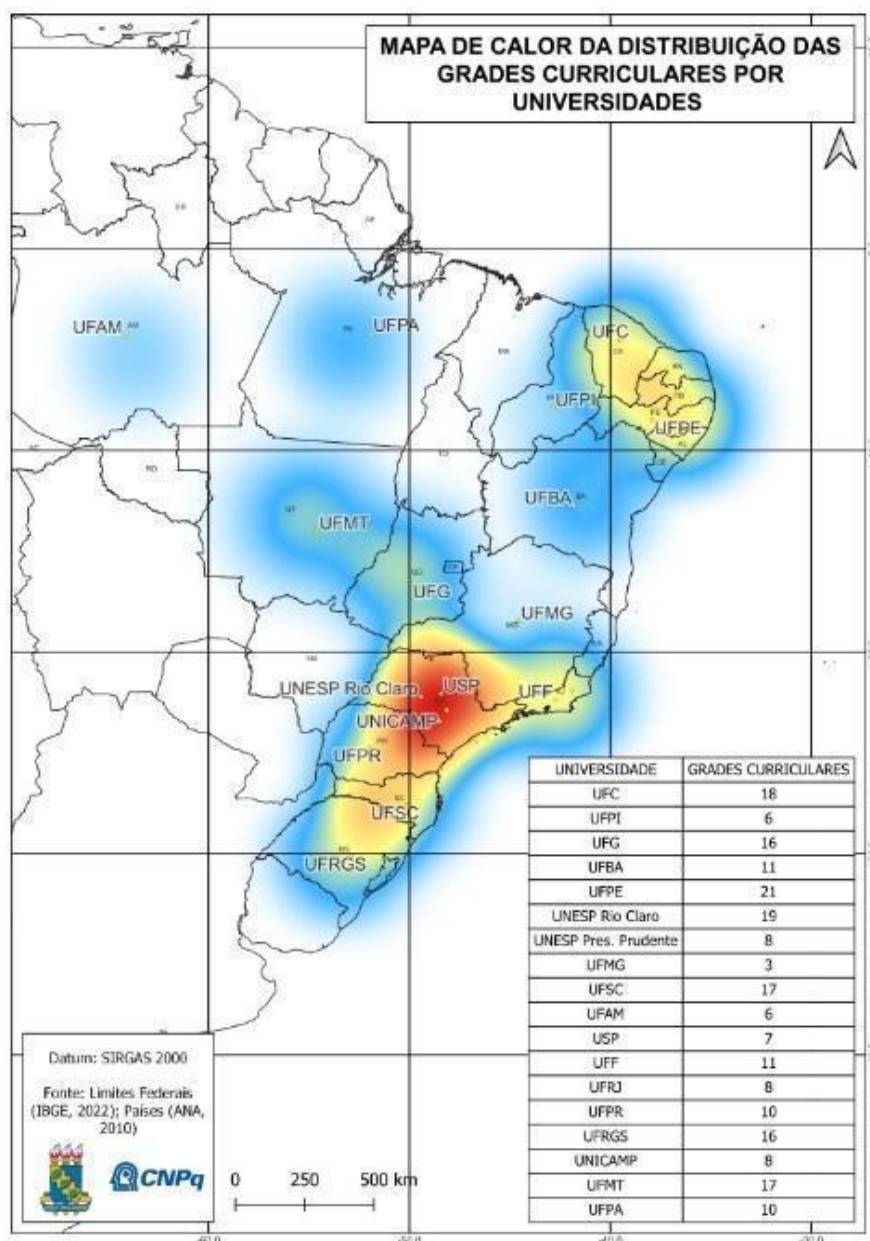 MAPA DE CALOR DA DISTRIBUIÇÃO DAS
GRADES CURRICULARES POR
UNIVERSIDADES
UFAM
UFPA
UFC
UFPI
UFPE
UFBA
UFMT
UFG
UFMG
UNESP Rio Claro
USP
UFF
UNICAMP
UFPR
UFSC
UFRGS
UNIVERSIDADE GRADES CURRICULARES
UFC 18
UFPI 6
UFG 16
UFBA 11
UFPE 21
UNESP Rio Claro 19
UNESP Pres. Prudente 8
UFMG 3
UFSC 17
UFAM 6
USP 7
UFF 11
UFRJ 8
UFPR 10
UFRGS 16
UNICAMP 8
UFMT 17
UFPA 10
Datum: SIRGAS 2000
Fonte: Limites Federais
(IBGE, 2022); Países (ANA,
2010)
CNPq
0 250 500 km